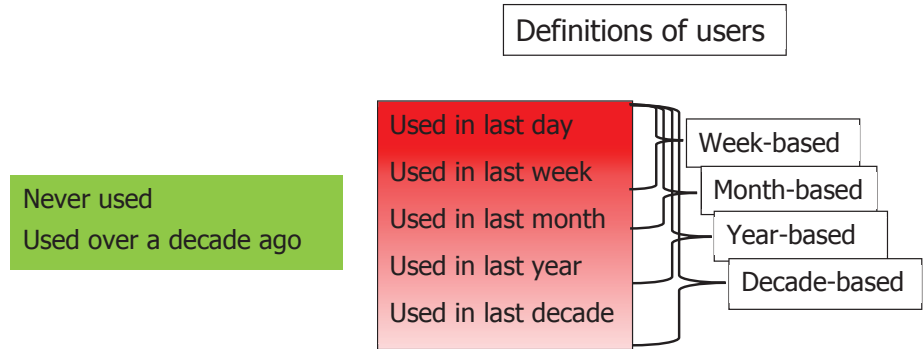 Definitions of users
Never used
Used over a decade ago
Used in last day
Used in last week
Used in last month
Used in last year
Used in last decade
Week-based
Month-based
Year-based
Decade-based